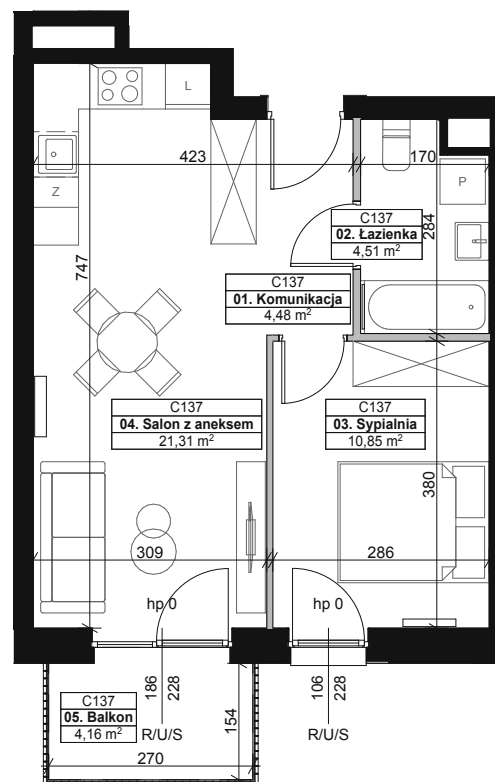 L
423
170
Z
P
C137
02. Łazienka
4,51 m²
284
747
C137
01. Komunikacja
4,48 m²
C137
04. Salon z aneksem
21,31 m²
C137
03. Sypialnia
10,85 m²
380
309
286
hp 0
hp 0
186
228
106
228
C137
05. Balkon
4,16 m²
154
R/U/S
R/U/S
270